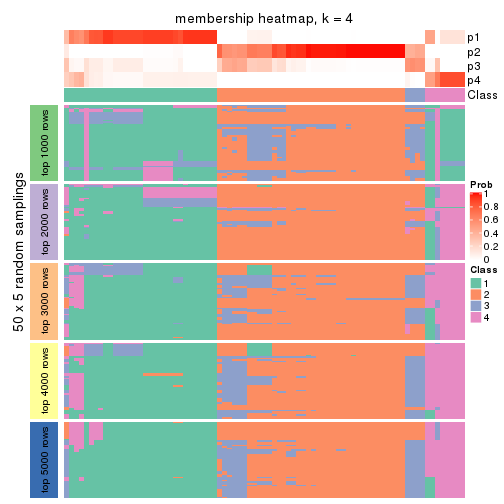 membership heatmap, k = 4
p1
p2
p3
p4
Class
50 x 5 random samplings
top 1000 rows
top 2000 rows
top 3000 rows
top 4000 rows
top 5000 rows
Prob
1
0.8
0.6
0.4
0.2
0
Class
1
2
3
4